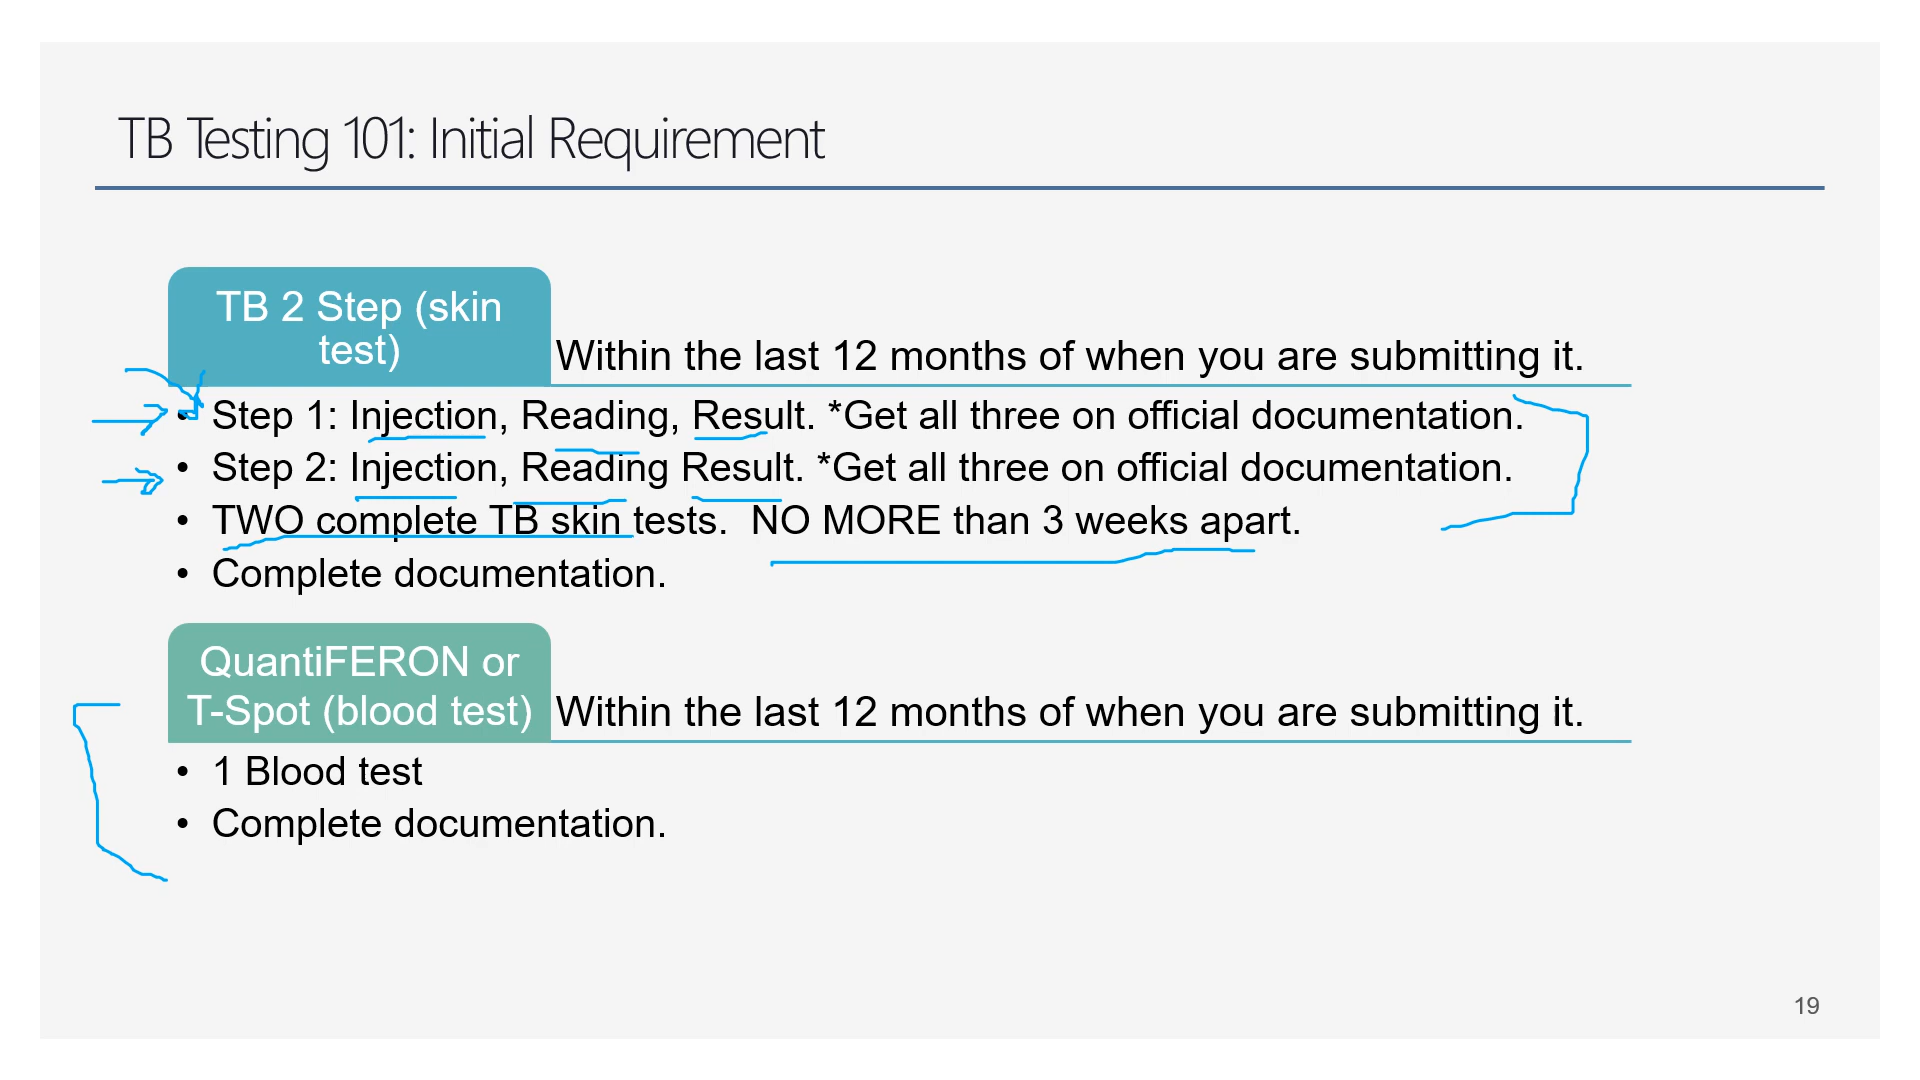 TB Testing 101: Initial Requirement
TB 2 Step (skin
test)
Within the last 12 months of when you are submitting it.
• Step 1: Injection, Reading, Result. *Get all three on official documentation.
• Step 2: Injection, Reading Result. *Get all three on official documentation.
• TWO complete TB skin tests.  NO MORE than 3 weeks apart.
• Complete documentation.
QuantiFERON or
T-Spot (blood test)
Within the last 12 months of when you are submitting it.
• 1 Blood test
• Complete documentation.
19